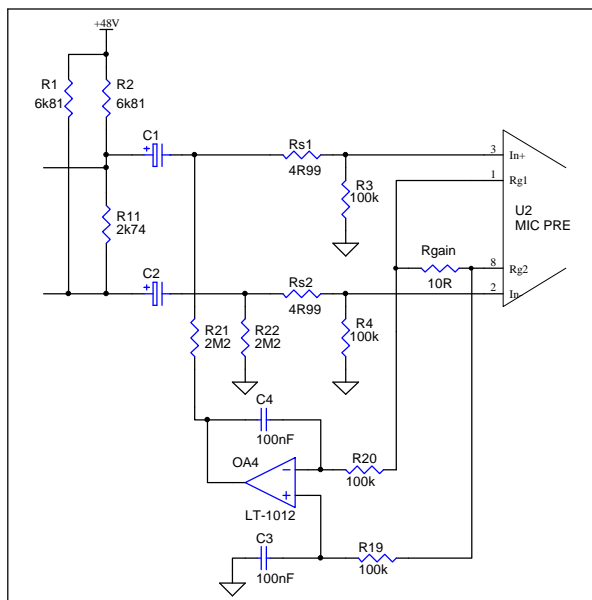 +48V
R1
6k81
R2
6k81
C1
+
Rs1
4R99
3
In+
1
Rg1
R3
100k
U2
MIC PRE
R11
2k74
Rgain
10R
8
Rg2
C2
+
Rs2
4R99
2
In-
R21
2M2
R22
2M2
R4
100k
C4
100nF
OA4
R20
100k
LT-1012
C3
100nF
R19
100k